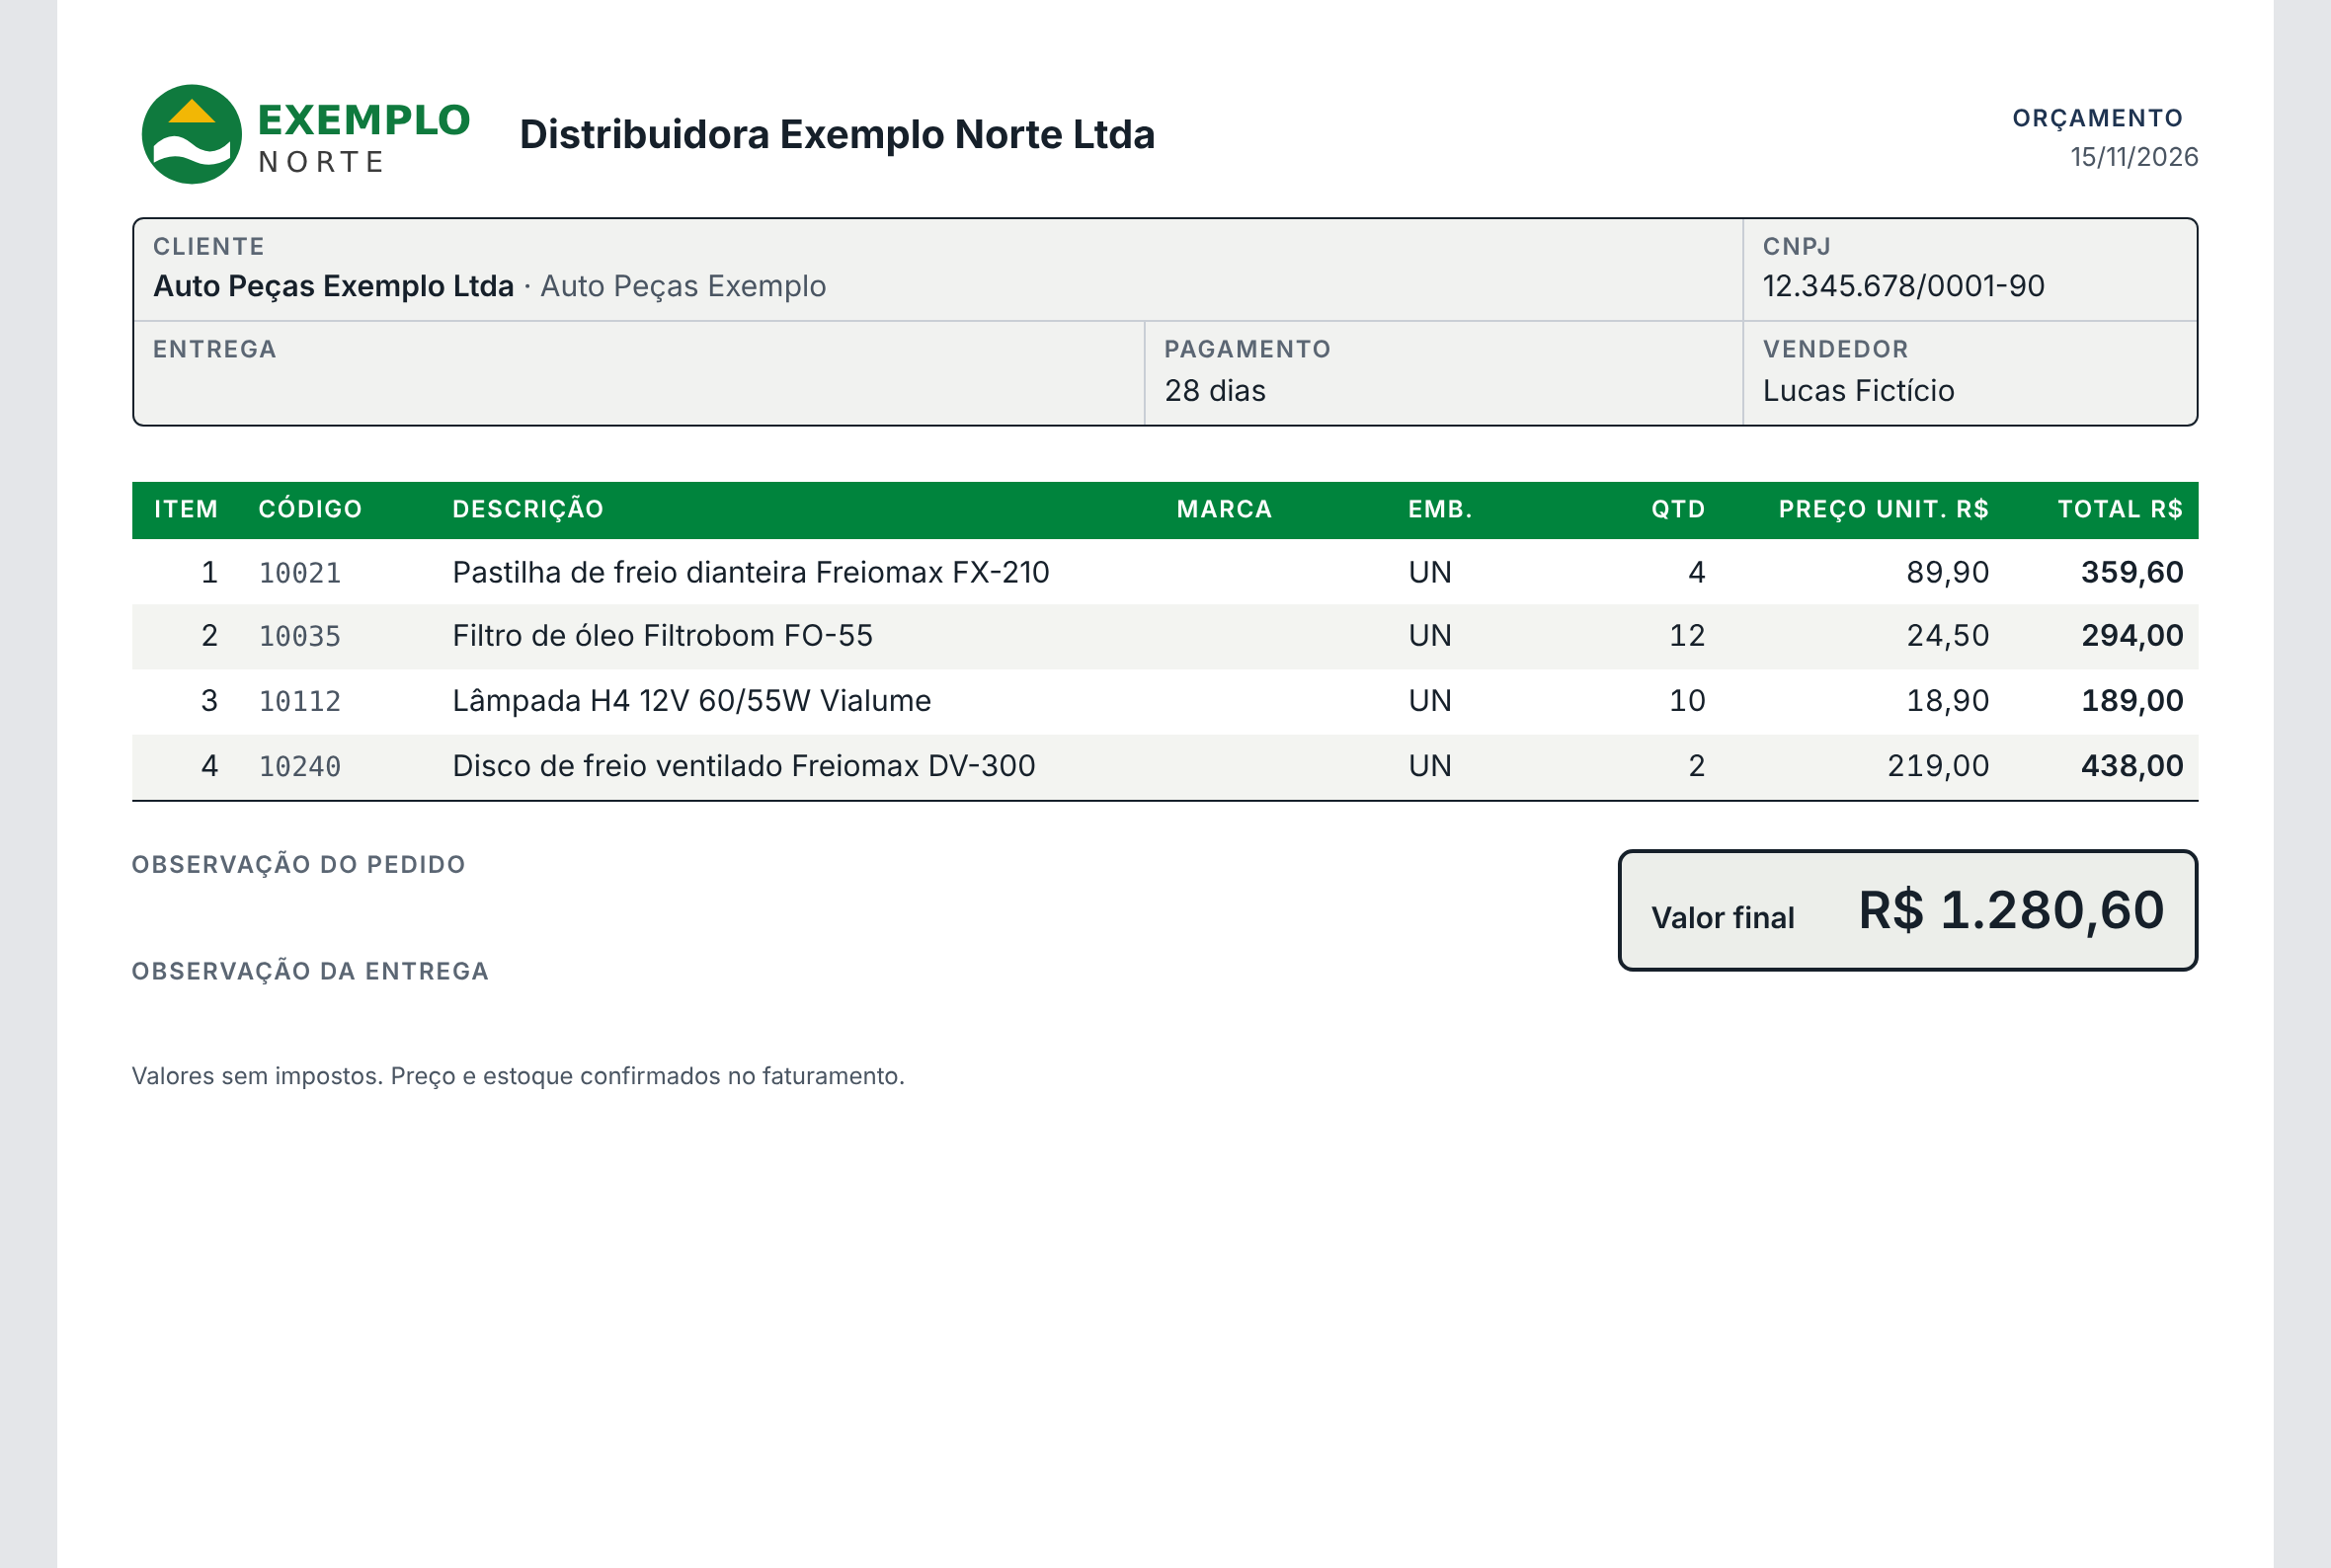 EXEMPLO
NORTE
Distribuidora Exemplo Norte Ltda
ORÇAMENTO
15/11/2026
CLIENTE
Auto Peças Exemplo Ltda · Auto Peças Exemplo
CNPJ
12.345.678/0001-90
ENTREGA
PAGAMENTO
28 dias
VENDEDOR
Lucas Fictício
ITEM CÓDIGO DESCRIÇÃO MARCA EMB. QTD PREÇO UNIT. R$ TOTAL R$
1 10021 Pastilha de freio dianteira Freiomax FX-210 UN 4 89,90 359,60
2 10035 Filtro de óleo Filtrobom FO-55 UN 12 24,50 294,00
3 10112 Lâmpada H4 12V 60/55W Vialume UN 10 18,90 189,00
4 10240 Disco de freio ventilado Freiomax DV-300 UN 2 219,00 438,00
OBSERVAÇÃO DO PEDIDO
Valor final R$ 1.280,60
OBSERVAÇÃO DA ENTREGA
Valores sem impostos. Preço e estoque confirmados no faturamento.